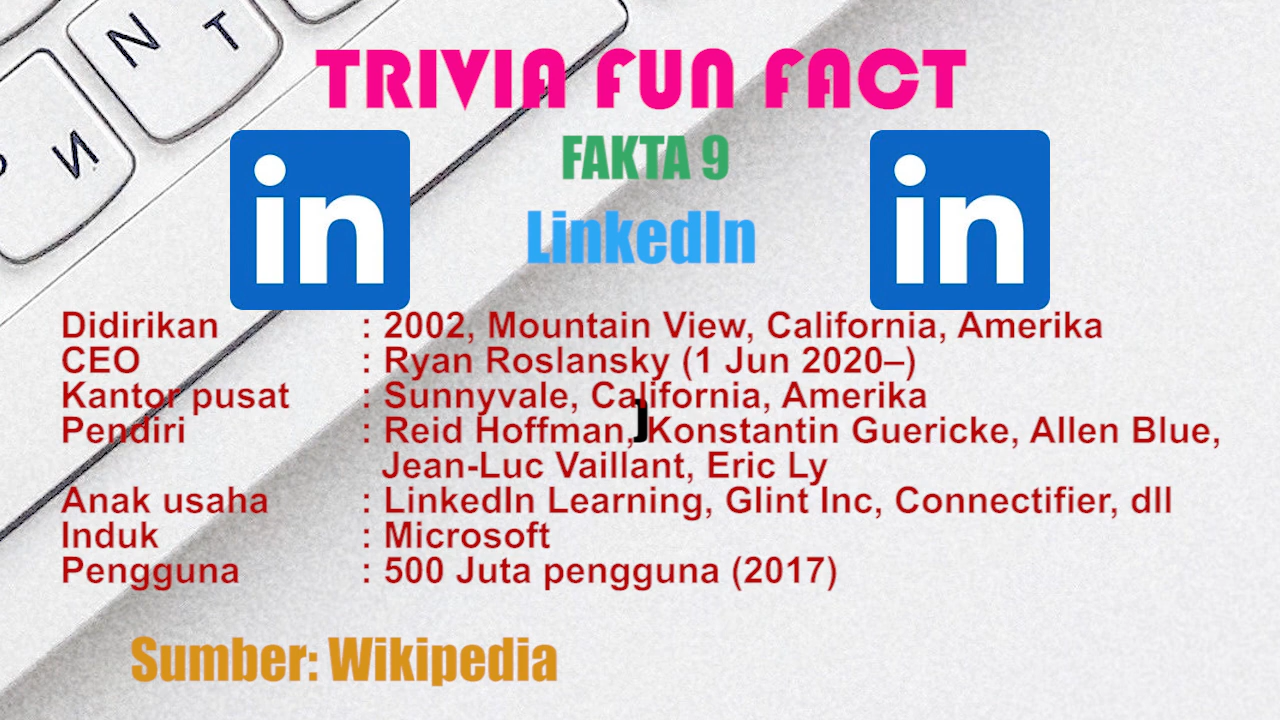 N
T
И
TRIVIA FUN FACT
FAKTA 9
in
in
LinkedIn
Didirikan : 2002, Mountain View, California, Amerika
CEO : Ryan Roslansky (1 Jun 2020–)
Kantor pusat : Sunnyvale, California, Amerika
Pendiri : Reid Hoffman, Konstantin Guericke, Allen Blue,
Jean-Luc Vaillant, Eric Ly
Anak usaha : LinkedIn Learning, Glint Inc, Connectifier, dll
Induk : Microsoft
Pengguna : 500 Juta pengguna (2017)
Sumber: Wikipedia